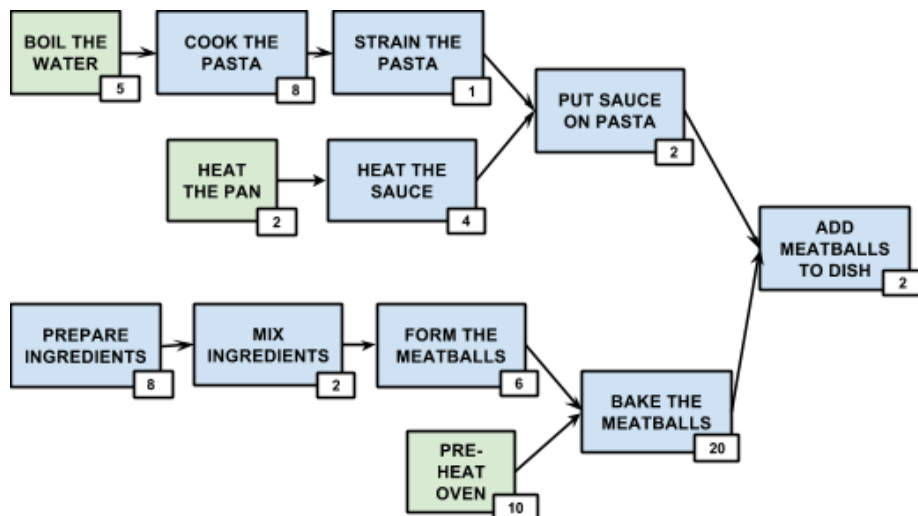 BOIL THE
WATER
5
COOK THE
PASTA
8
STRAIN THE
PASTA
1
PUT SAUCE
ON PASTA
2
HEAT
THE PAN
2
HEAT THE
SAUCE
4
ADD
MEATBALLS
TO DISH
2
PREPARE
INGREDIENTS
8
MIX
INGREDIENTS
2
FORM THE
MEATBALLS
6
BAKE THE
MEATBALLS
20
PRE-
HEAT
OVEN
10